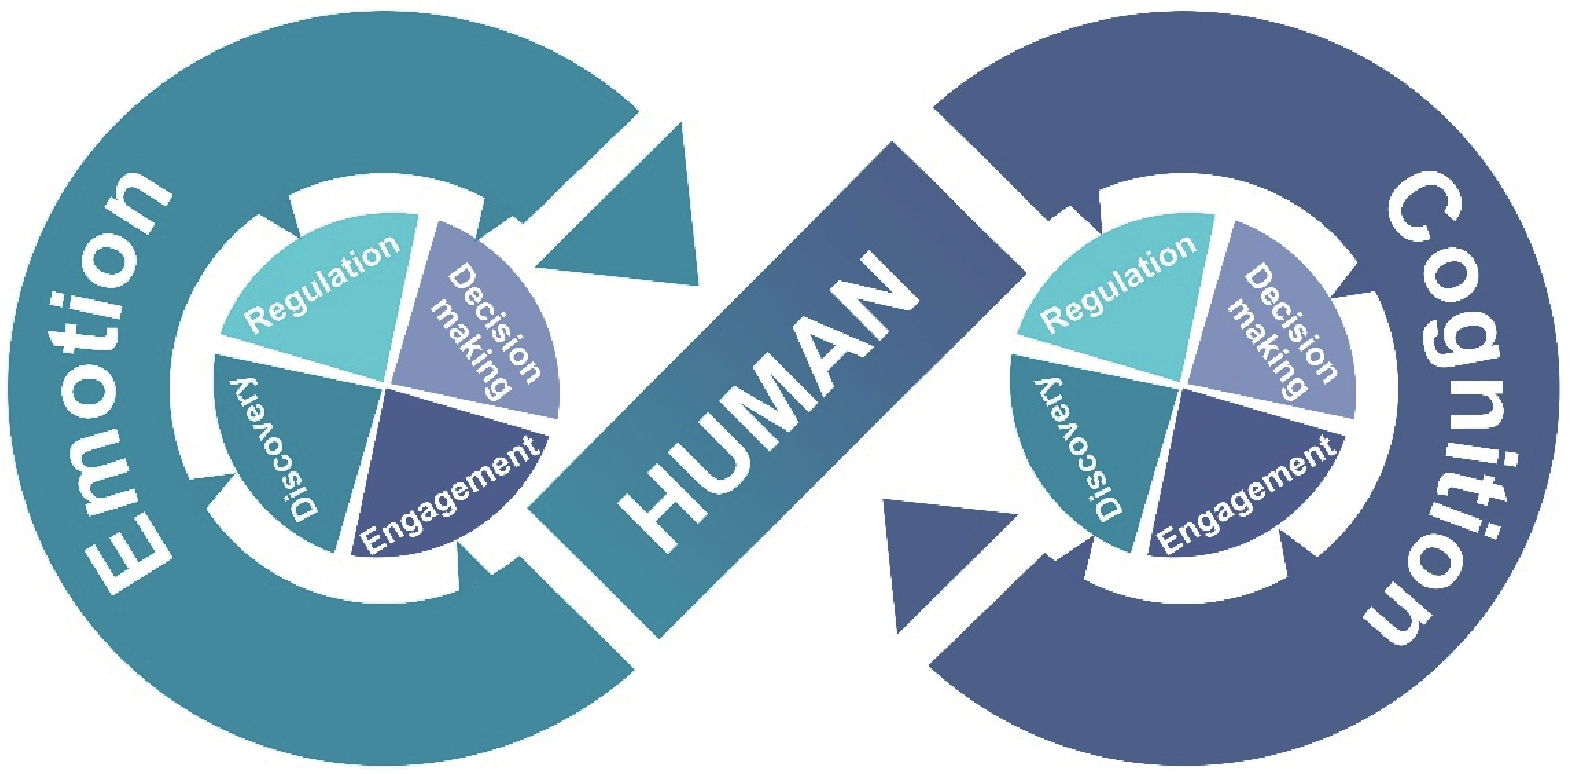 Emotion
Regulation
Decision
making
Discovery
Engagement
HUMAN
Regulation
Decision
making
Discovery
Engagement
Cognition